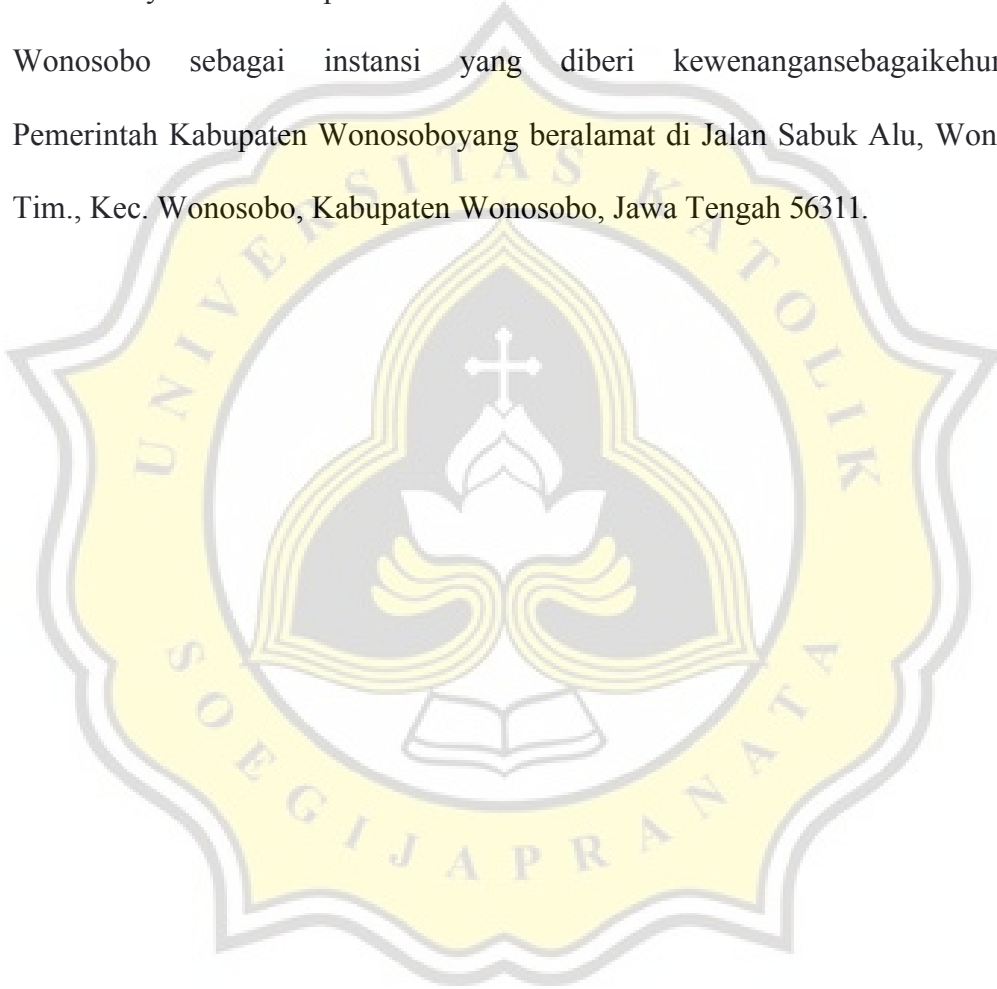 Wonosobo sebagai instansi yang diberi kewenangansebagaikehu
Pemerintah Kabupaten Wonosoboyang beralamat di Jalan Sabuk Alu, Won
Tim., Kec. Wonosobo, Kabupaten Wonosobo, Jawa Tengah 56311.
UNIVERSITAS KATOLIK
SOEGIJAPRANATA